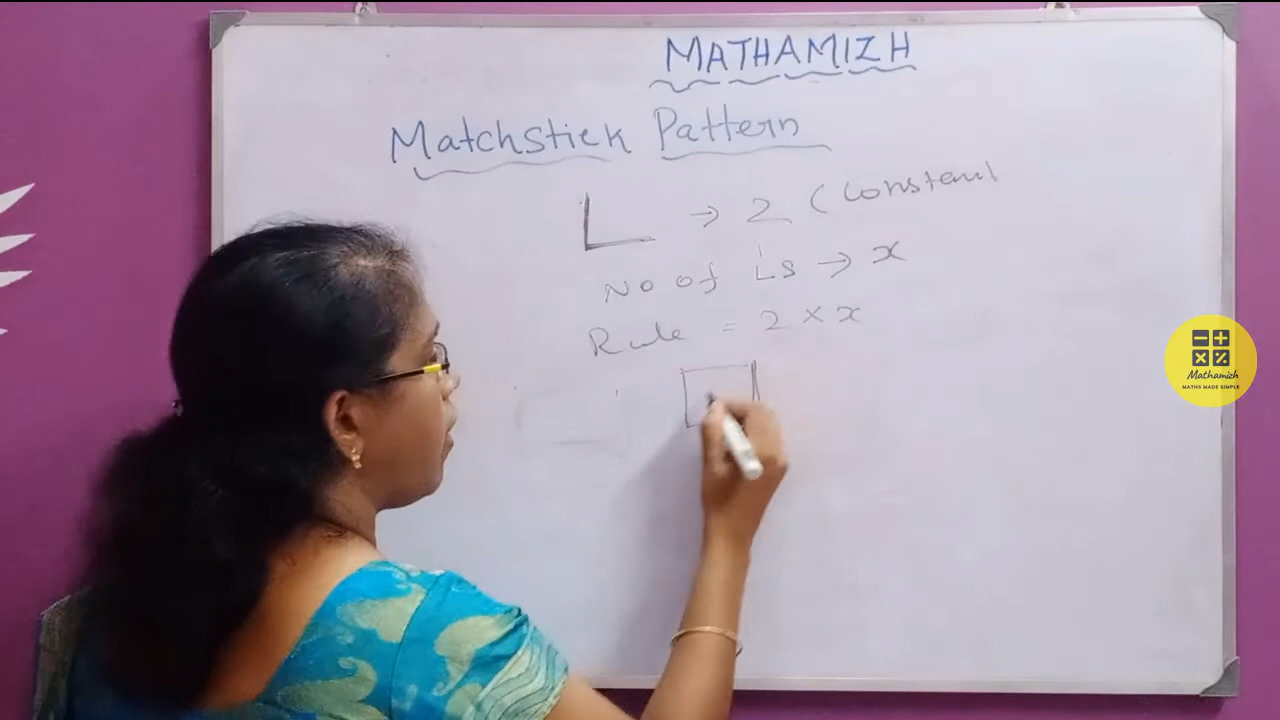 MATHAMIZH
Matchstick Pattern
L → 2 (Constant
No of Ls → x
Rule = 2 × x
Mathamizh
MATHS MADE SIMPLE